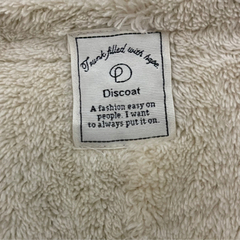 Trunk filled with hope.
D
Discoat
A fashion easy on
people. I want
to always put it on.